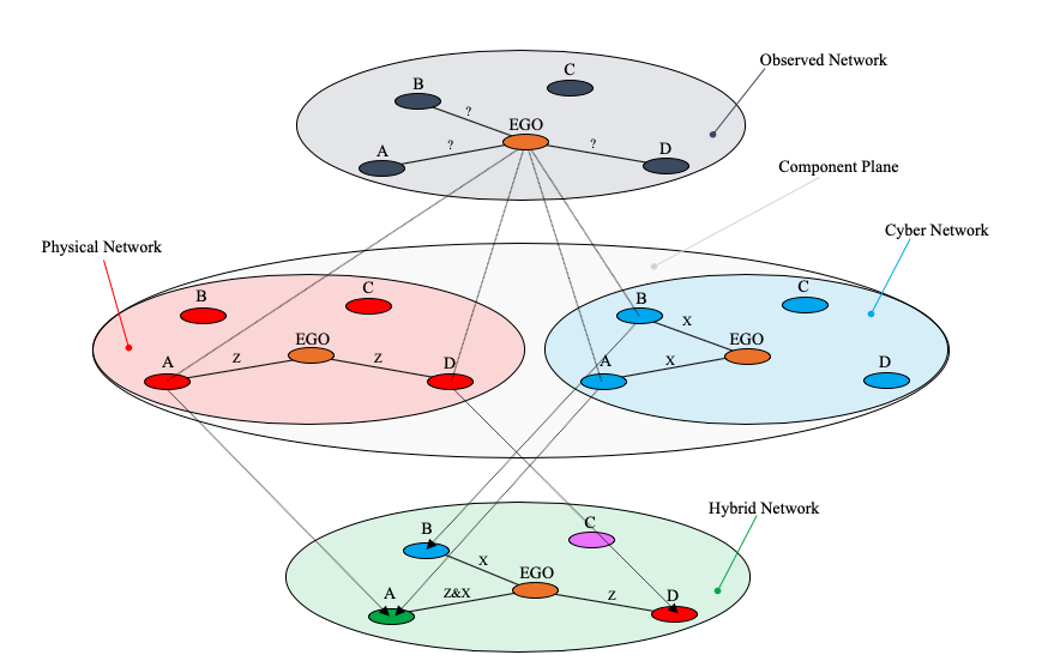 Observed Network
C
B
?
EGO
?
?
A
D
Component Plane
Cyber Network
Physical Network
B
C
EGO
Z
Z
A
D
C
B
X
EGO
X
A
D
Hybrid Network
B
C
X
EGO
Z&X
Z
A
D